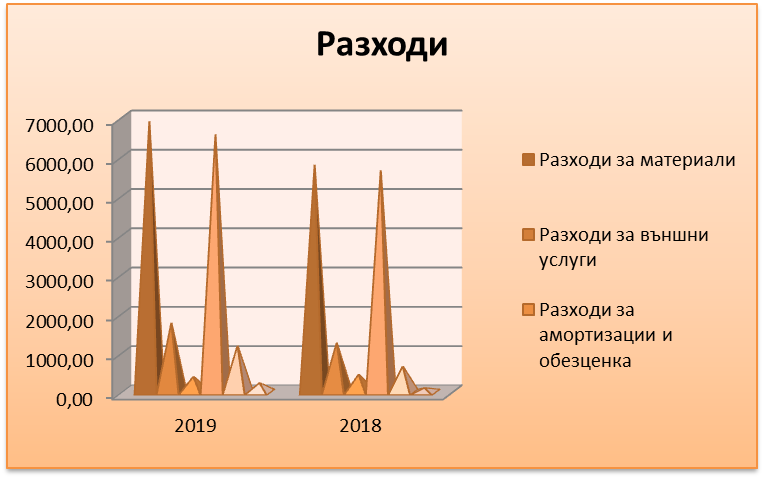 Разходи
7000,00
6000,00
5000,00
4000,00
3000,00
2000,00
1000,00
0,00
2019
2018
Разходи за материали
Разходи за външни
услуги
Разходи за
амортизации и
обезценка